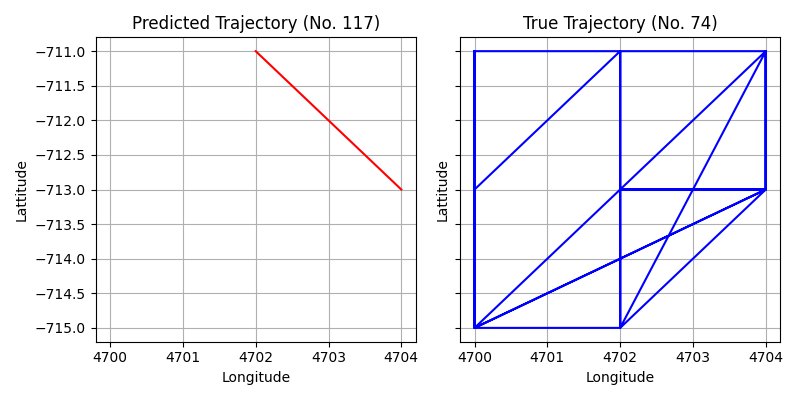 Predicted Trajectory (No. 117)
True Trajectory (No. 74)
−711.0
−711.5
−712.0
−712.5
−713.0
−713.5
−714.0
−714.5
−715.0
Lattitude
Lattitude
4700 4701 4702 4703 4704
4700 4701 4702 4703 4704
Longitude
Longitude